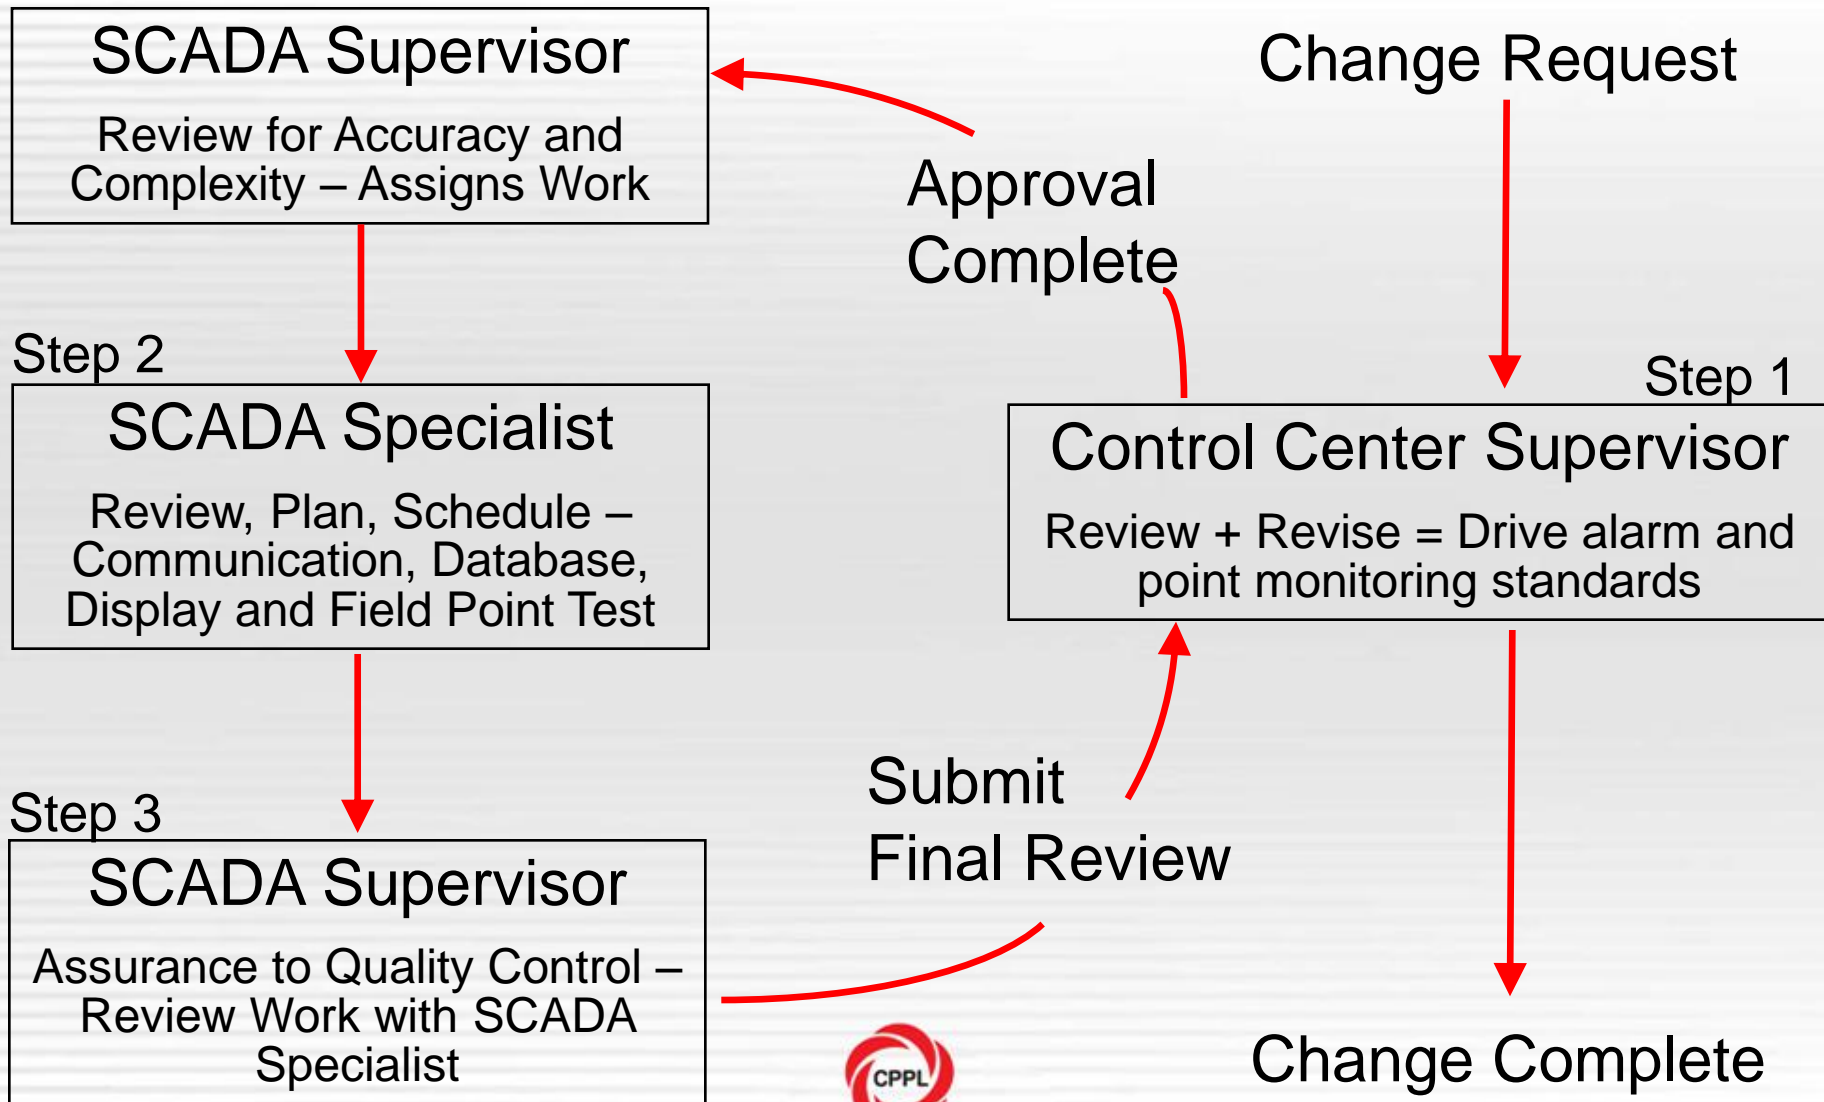 SCADA Supervisor
Review for Accuracy and
Complexity – Assigns Work
Change Request
Approval
Complete
Step 2
SCADA Specialist
Review, Plan, Schedule –
Communication, Database,
Display and Field Point Test
Step 1
Control Center Supervisor
Review + Revise = Drive alarm and
point monitoring standards
Step 3
SCADA Supervisor
Assurance to Quality Control –
Review Work with SCADA
Specialist
Submit
Final Review
CPPL
Change Complete